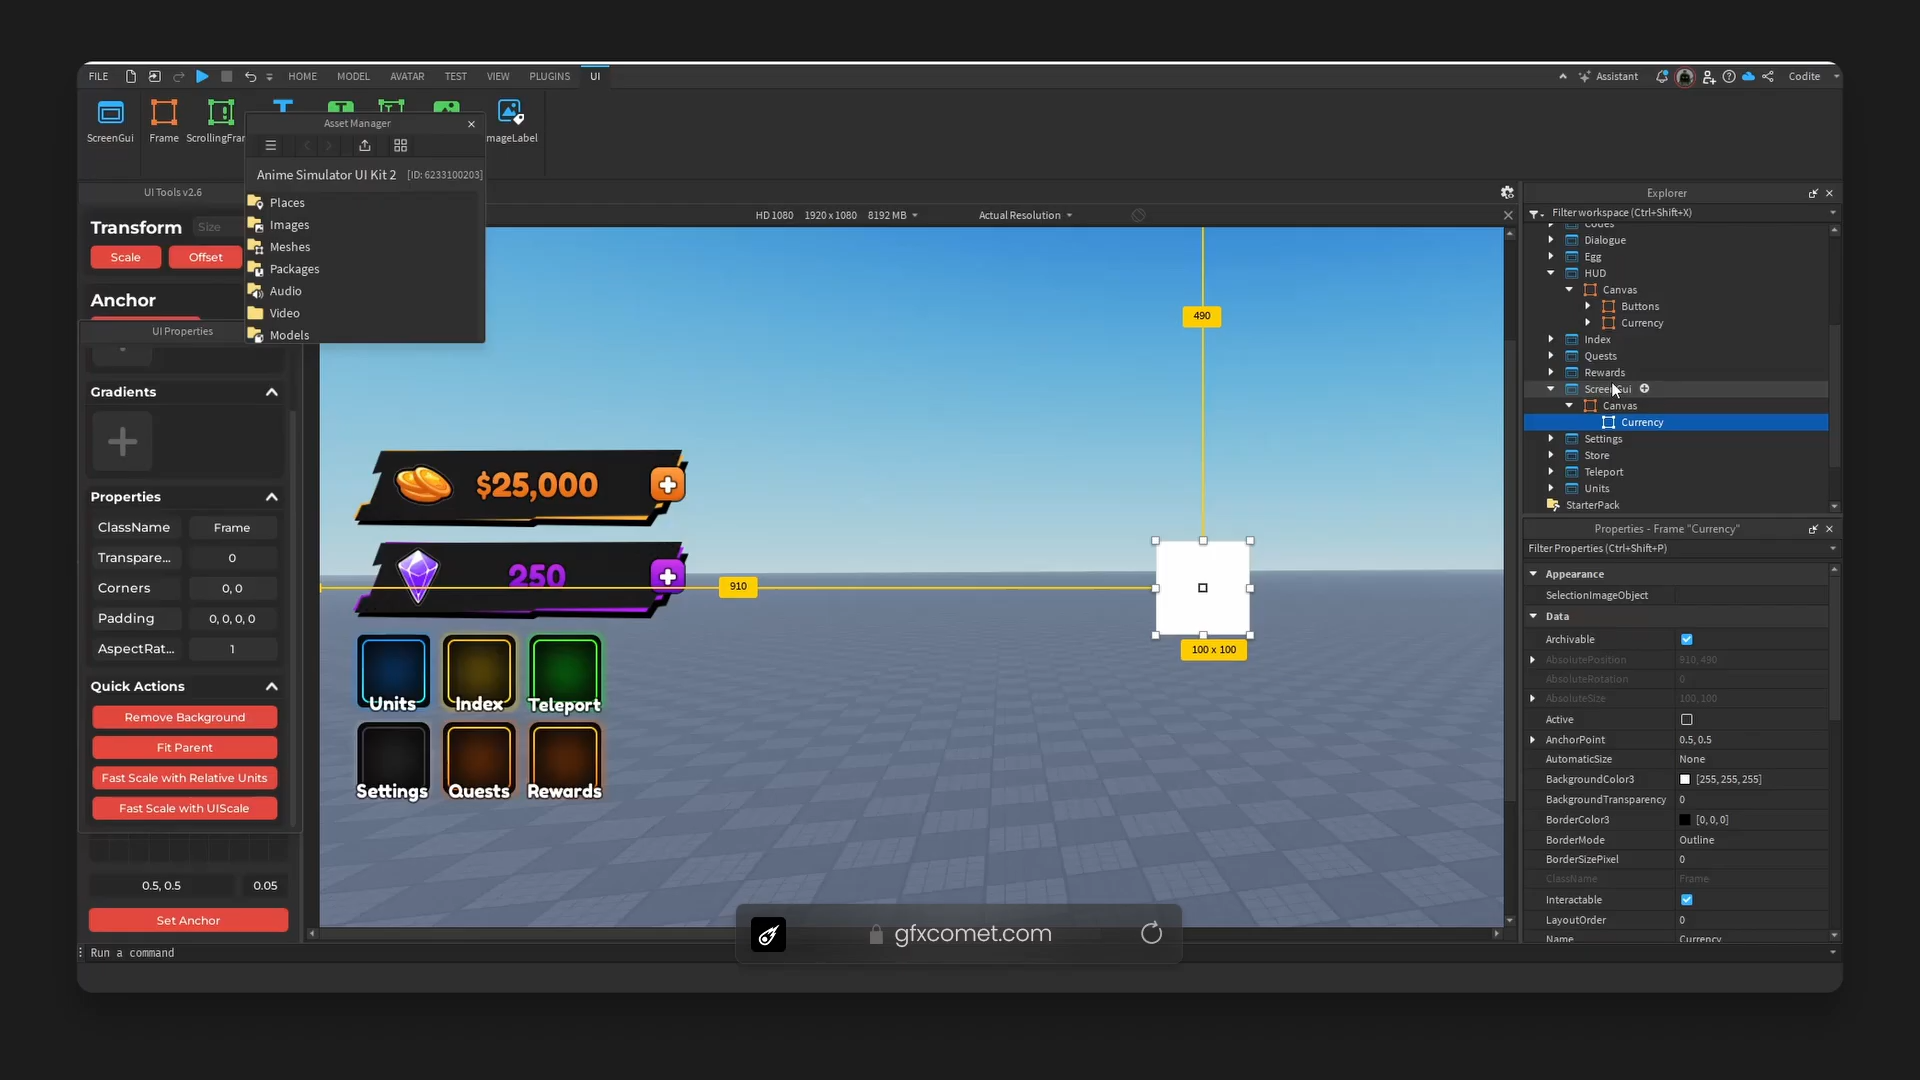 FILE
HOME
MODEL
AVATAR
TEST
VIEW
PLUGINS
UI
Assistant
Codite
ScreenGui
Frame
ScrollingFrar
mageLabel
Asset Manager
Anime Simulator UI Kit 2 [ID: 6233100203]
Places
Images
Meshes
Packages
Audio
Video
Models
UI Tools v2.6
Transform
Size
Scale
Offset
Anchor
UI Properties
Gradients
Properties
ClassName
Frame
Transpare...
0
Corners
0, 0
Padding
0, 0, 0, 0
AspectRat...
1
Quick Actions
Remove Background
Fit Parent
Fast Scale with Relative Units
Fast Scale with UIScale
0.5, 0.5
0.05
Set Anchor
Run a command
HD 1080 1920 x 1080 8192 MB
Actual Resolution
490
910
100 x 100
$25,000
250
Units
Index
Teleport
Settings
Quests
Rewards
gfxcomet.com
Explorer
Filter workspace (Ctrl+Shift+X)
Codes
Dialogue
Egg
HUD
Canvas
Buttons
Currency
Index
Quests
Rewards
ScreenGui
Canvas
Currency
Settings
Store
Teleport
Units
StarterPack
Properties - Frame "Currency"
Filter Properties (Ctrl+Shift+P)
Appearance
SelectionImageObject
Data
Archivable
AbsolutePosition
910, 490
AbsoluteRotation
0
AbsoluteSize
100, 100
Active
AnchorPoint
0.5, 0.5
AutomaticSize
None
BackgroundColor3
[255, 255, 255]
BackgroundTransparency
0
BorderColor3
[0, 0, 0]
BorderMode
Outline
BorderSizePixel
0
ClassName
Frame
Interactable
LayoutOrder
0
Name
Currency